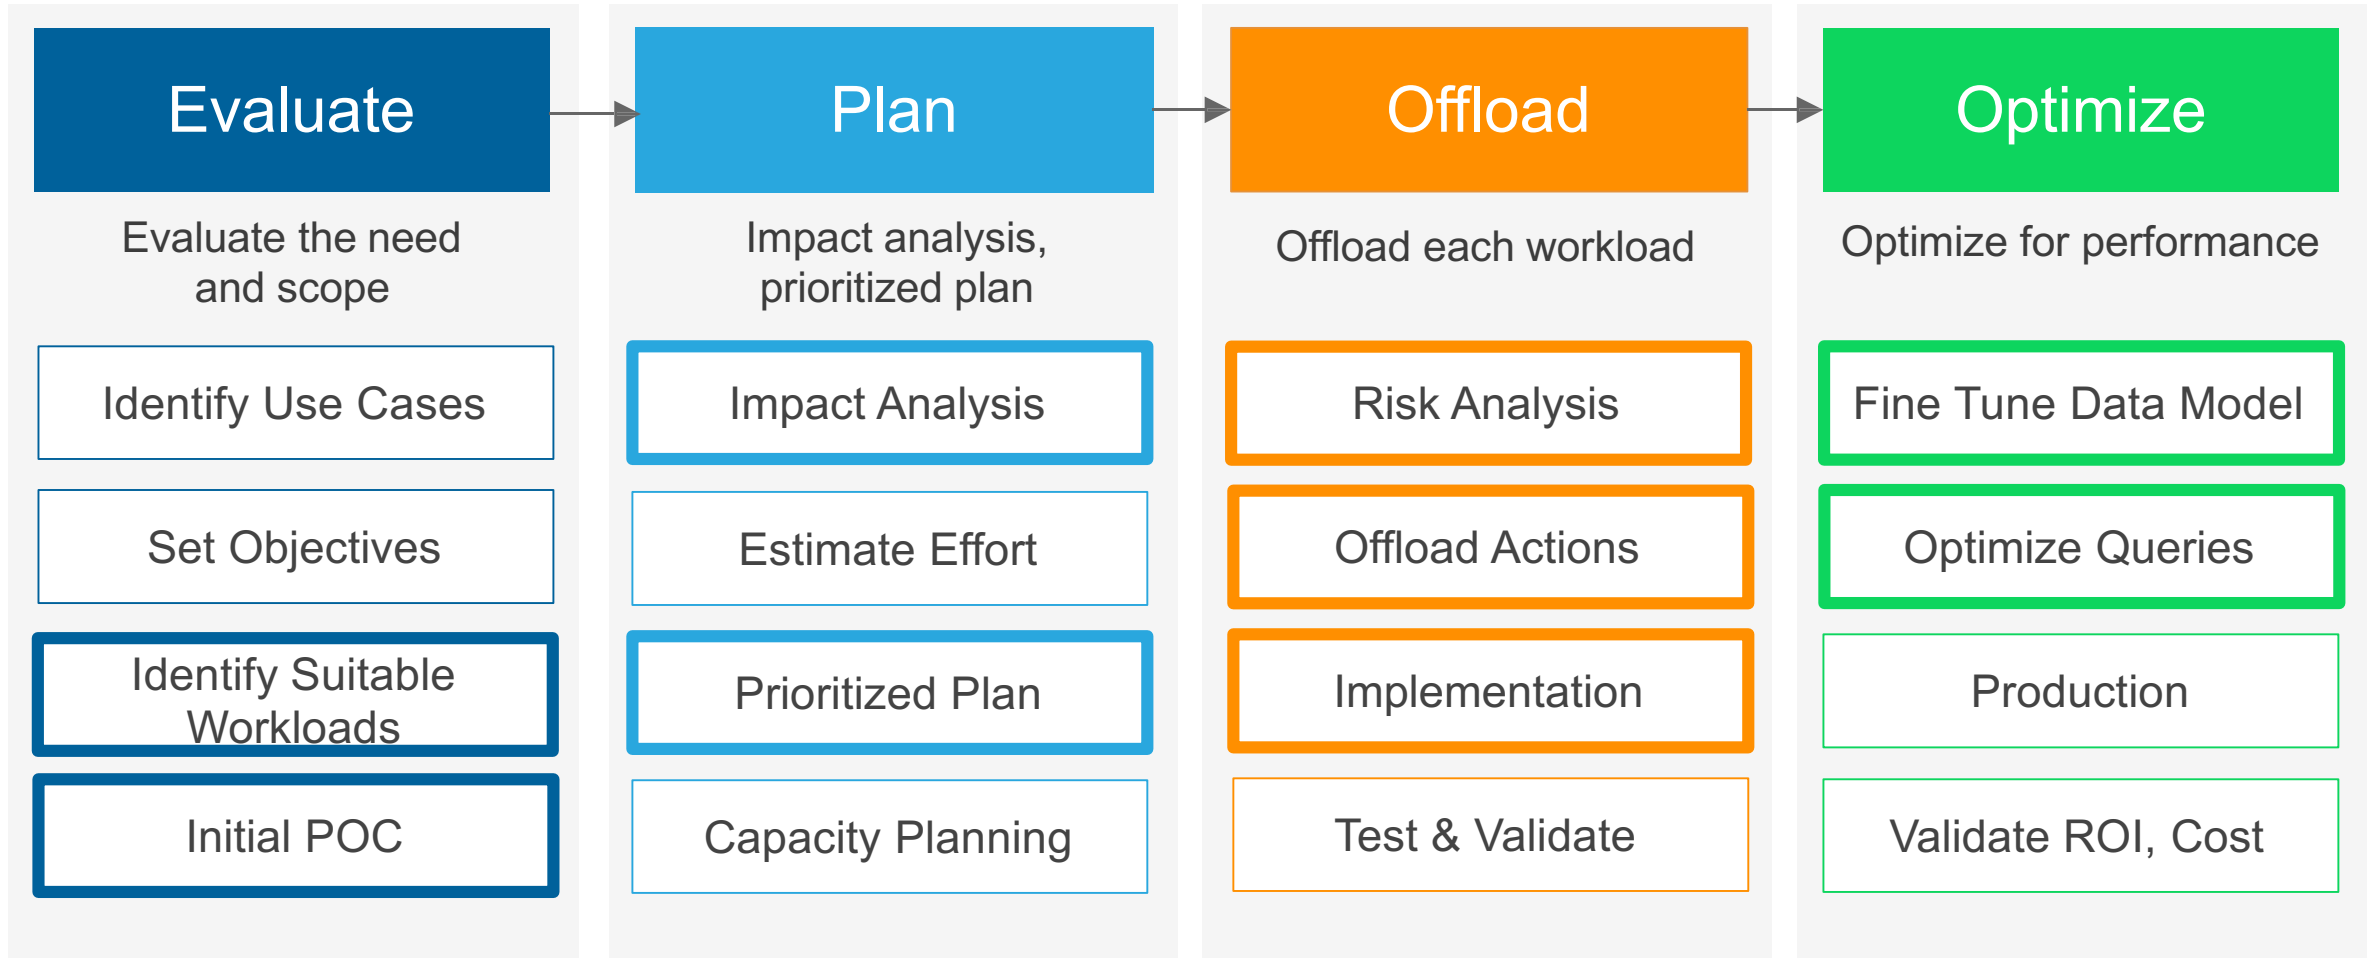 Evaluate
Evaluate the need
and scope
Identify Use Cases
Set Objectives
Identify Suitable
Workloads
Initial POC
Plan
Impact analysis,
prioritized plan
Impact Analysis
Estimate Effort
Prioritized Plan
Capacity Planning
Offload
Offload each workload
Risk Analysis
Offload Actions
Implementation
Test & Validate
Optimize
Optimize for performance
Fine Tune Data Model
Optimize Queries
Production
Validate ROI, Cost